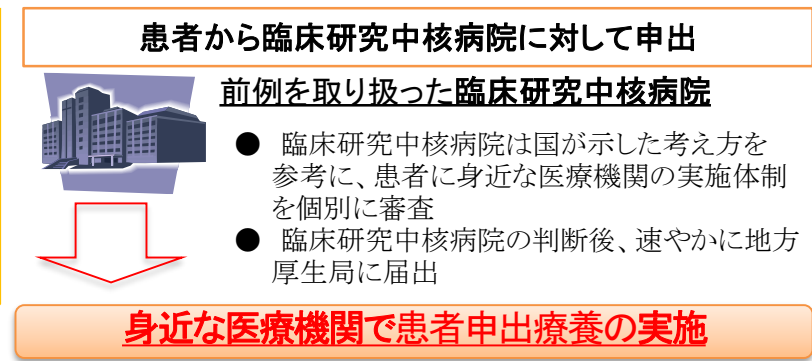 患者から臨床研究中核病院に対して申出
前例を取り扱った臨床研究中核病院
● 臨床研究中核病院は国が示した考え方を
参考に、患者に身近な医療機関の実施体制
を個別に審査
● 臨床研究中核病院の判断後、速やかに地方
厚生局に届出
身近な医療機関で患者申出療養の実施